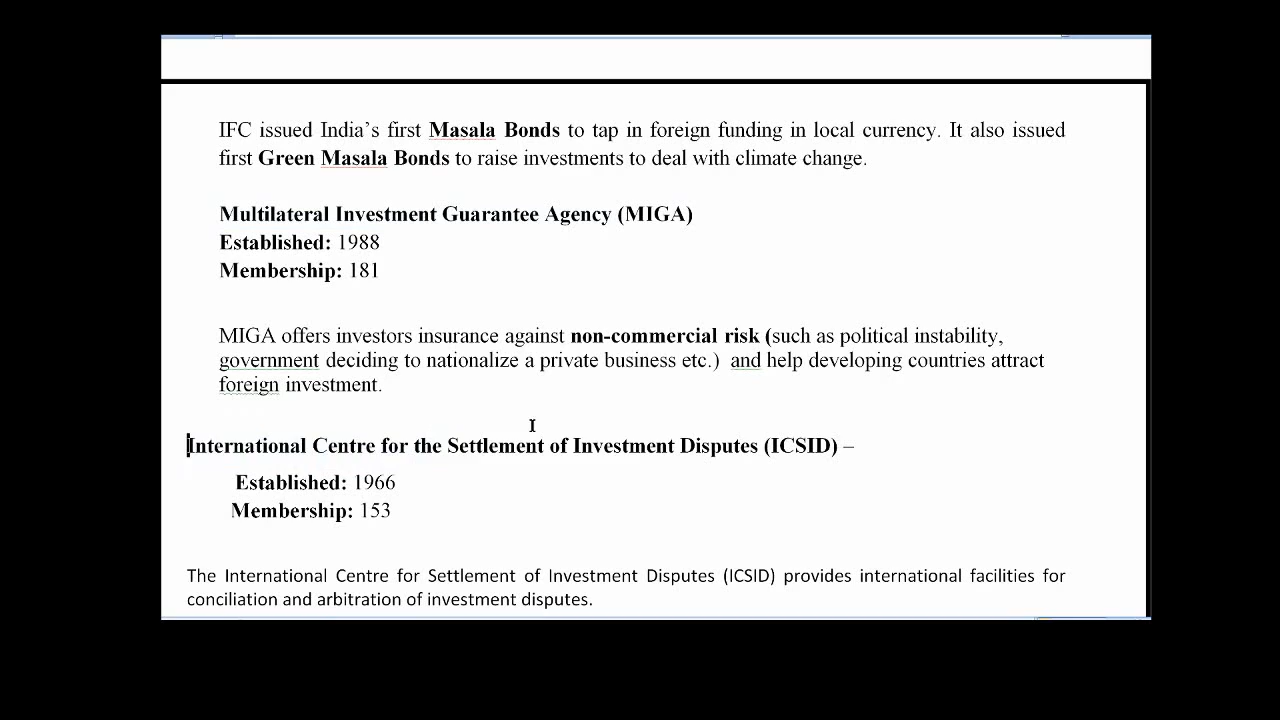 IFC issued India’s first Masala Bonds to tap in foreign funding in local currency. It also issued
first Green Masala Bonds to raise investments to deal with climate change.
Multilateral Investment Guarantee Agency (MIGA)
Established: 1988
Membership: 181
MIGA offers investors insurance against non-commercial risk (such as political instability,
government deciding to nationalize a private business etc.) and help developing countries attract
foreign investment.
International Centre for the Settlement of Investment Disputes (ICSID) –
Established: 1966
Membership: 153
The International Centre for Settlement of Investment Disputes (ICSID) provides international facilities for
conciliation and arbitration of investment disputes.